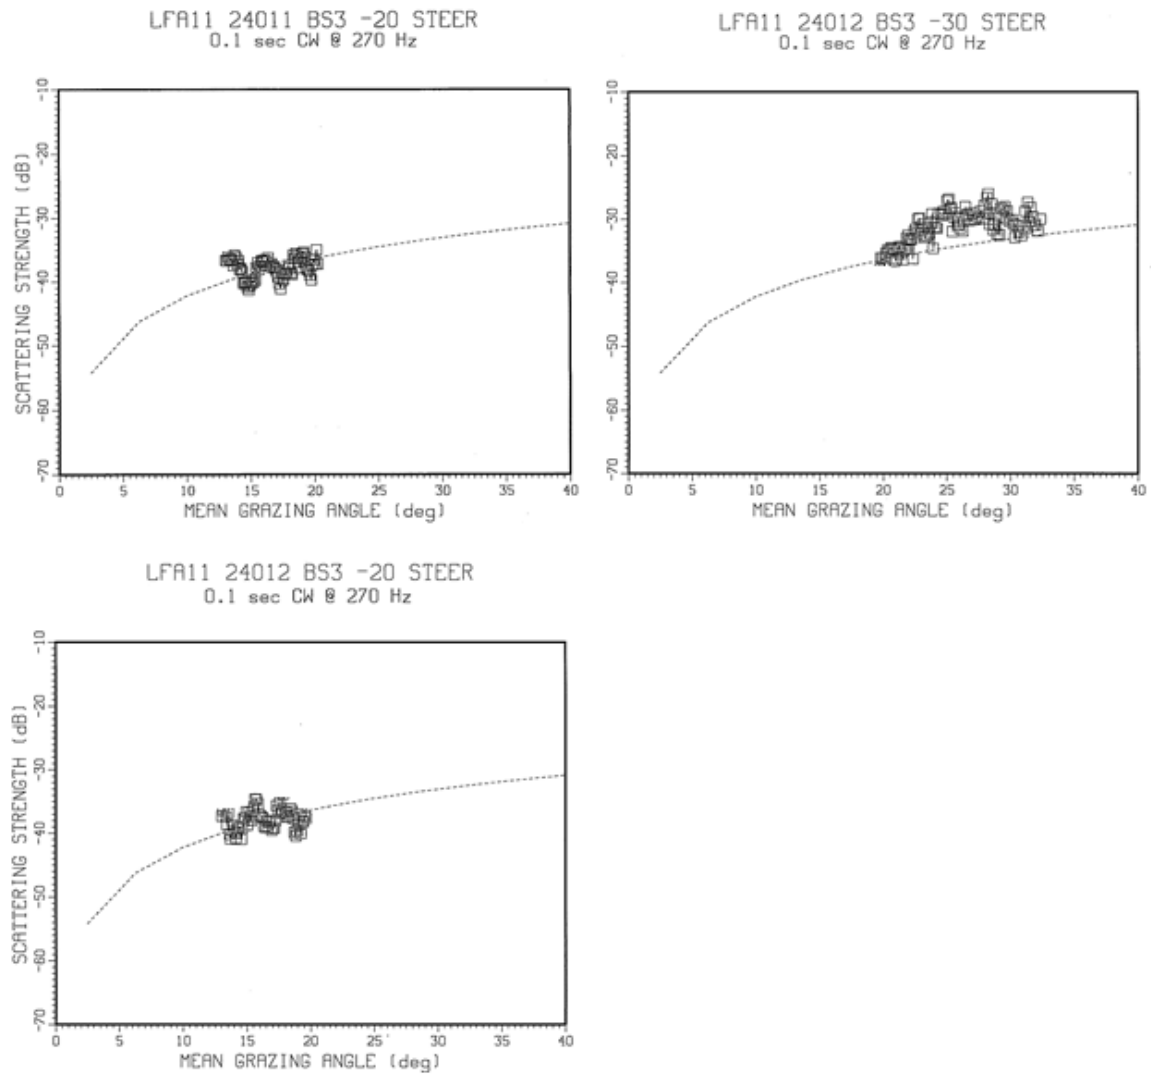 LFA11 24011 BS3 -20 STEER
0.1 sec CW @ 270 Hz
SCATTERING STRENGTH (dB)
-10
-20
-30
-40
-50
-60
-70
0 5 10 15 20 25 30 35 40
MEAN GRAZING ANGLE (deg)
LFA11 24012 BS3 -30 STEER
0.1 sec CW @ 270 Hz
SCATTERING STRENGTH (dB)
-10
-20
-30
-40
-50
-60
-70
0 5 10 15 20 25 30 35 40
MEAN GRAZING ANGLE (deg)
LFA11 24012 BS3 -20 STEER
0.1 sec CW @ 270 Hz
SCATTERING STRENGTH (dB)
-10
-20
-30
-40
-50
-60
-70
0 5 10 15 20 25 30 35 40
MEAN GRAZING ANGLE (deg)